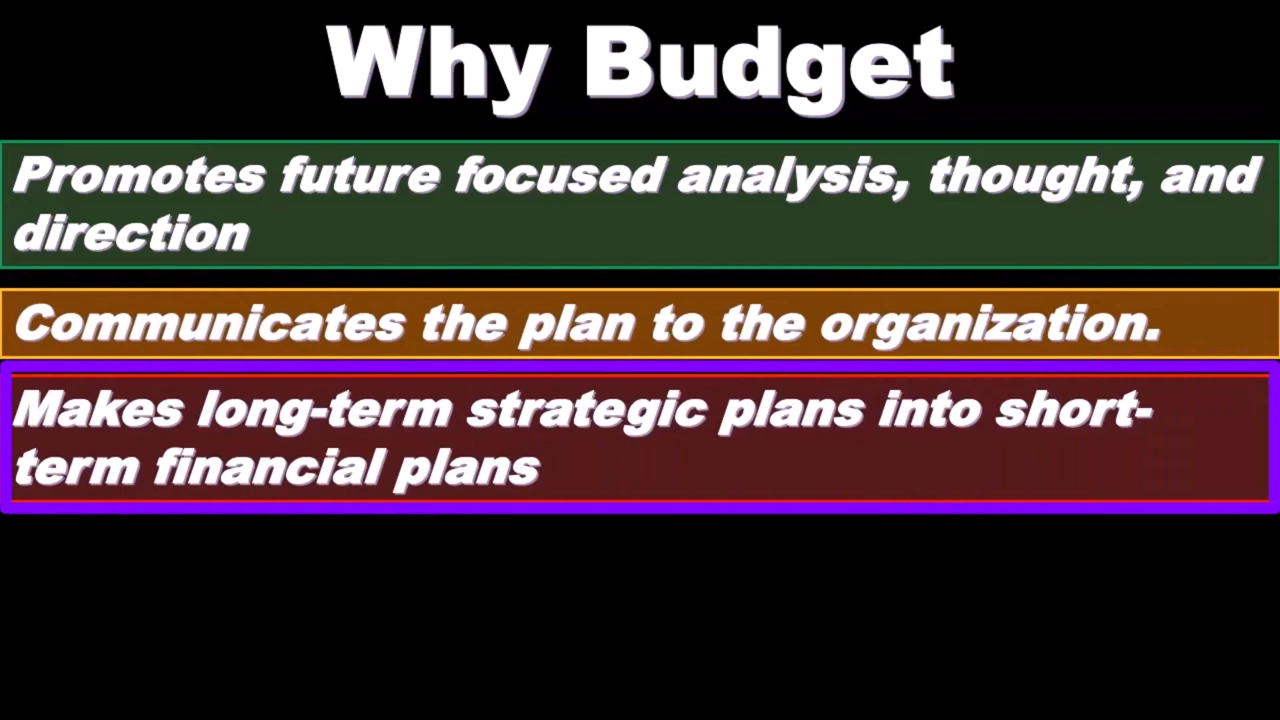 Why Budget
Promotes future focused analysis, thought, and
direction
Communicates the plan to the organization.
Makes long-term strategic plans into short-
term financial plans